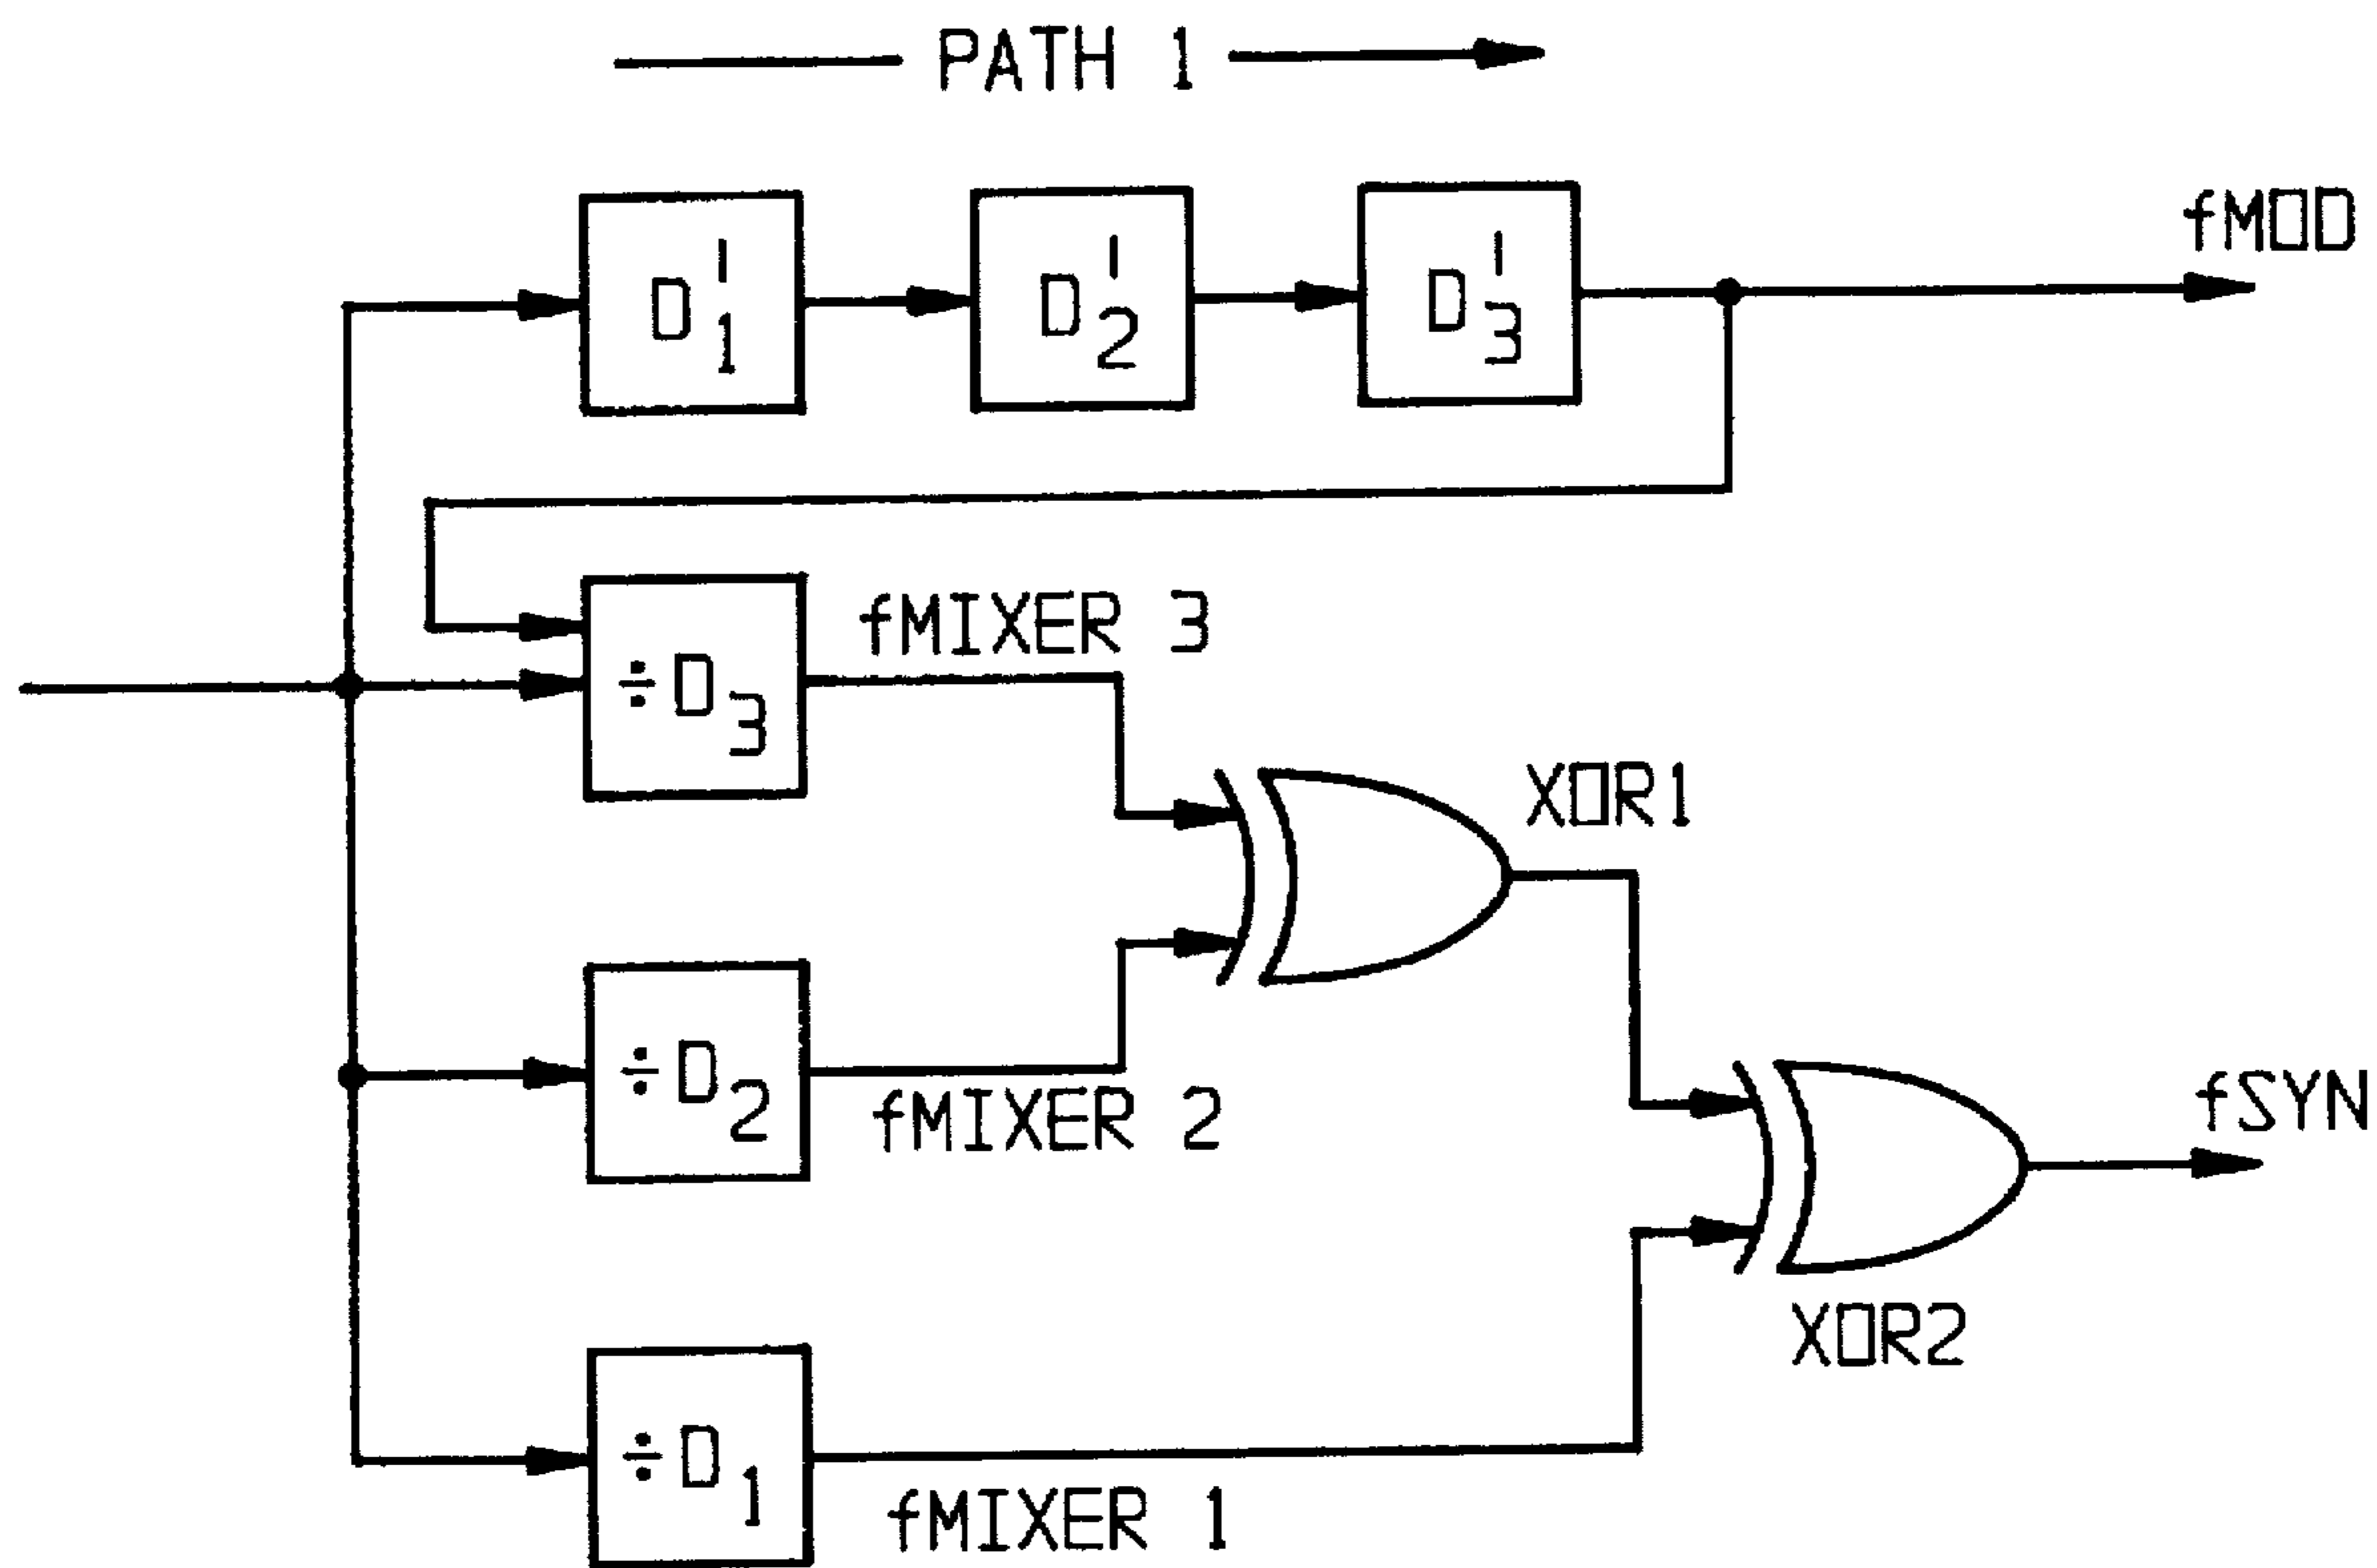 PATH 1
fMOD
D'1
D'2
D'3
fMIXER 3
÷D3
XOR1
÷D2
fMIXER 2
fSYN
XOR2
÷D1
fMIXER 1